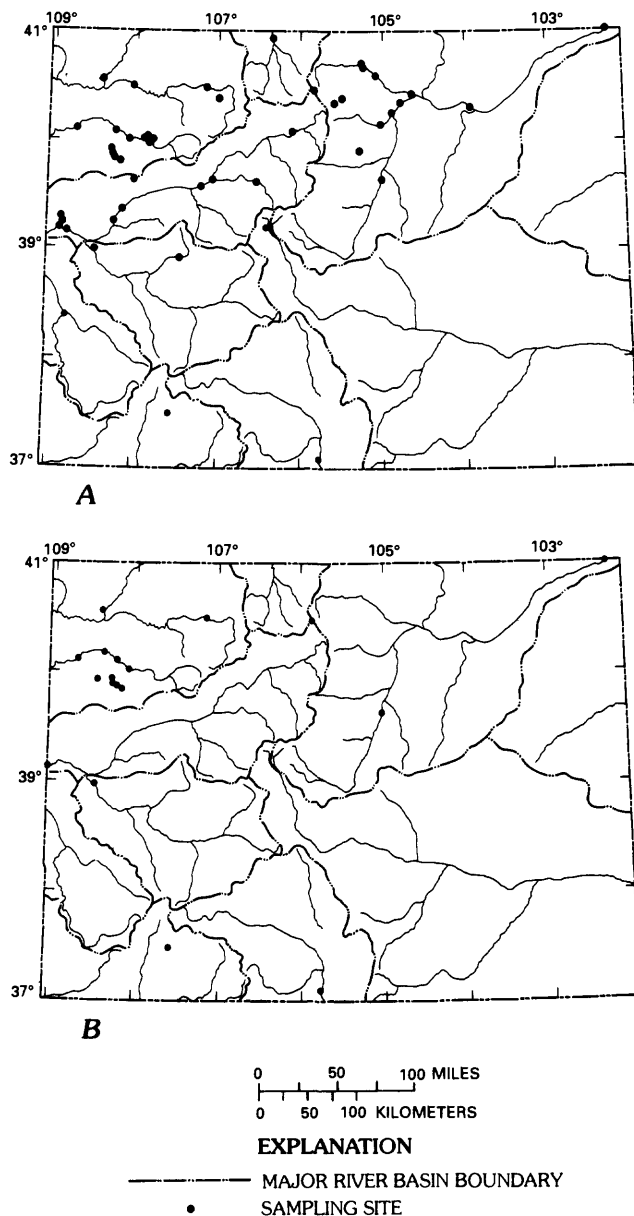 109° 107° 105° 103°
41°
39°
37°
A
109° 107° 105° 103°
41°
39°
37°
B
0 50 100 MILES
0 50 100 KILOMETERS
EXPLANATION
MAJOR RIVER BASIN BOUNDARY
SAMPLING SITE